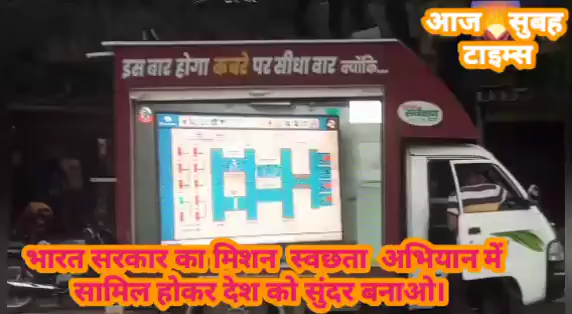 आज सुबह
टाइम्स
इस बार होगा कचरे पर सीधा वार क्योंकि...
भारत सरकार का मिशन स्वछता अभियान में
सामिल होकर देश को सुंदर बनाओ।